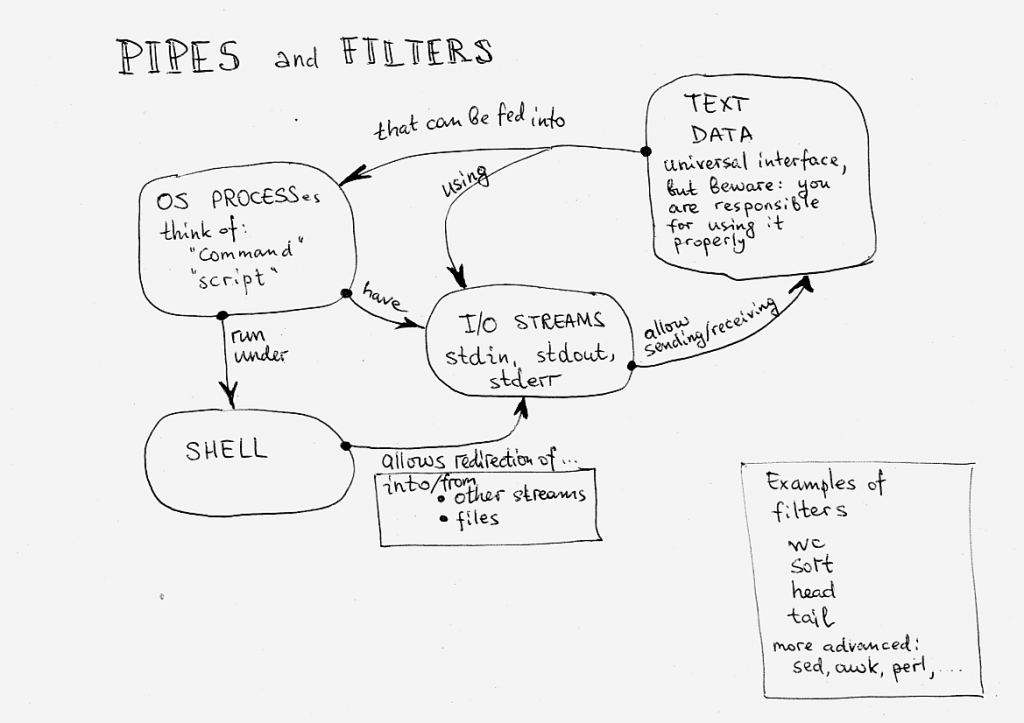 PIPES and FILTERS
that can be fed into
using
TEXT
DATA
universal interface,
but Beware: you
are responsible
for using it
properly
OS PROCESSes
think of:
"Command"
"script"
have
run
under
I/O STREAMS
stdin, stdout,
stderr
allow
sending/receiving
SHELL
allows redirection of...
into/from
• other streams
• files
Examples of
filters
wc
sort
head
tail
more advanced:
sed, awk, perl, ....